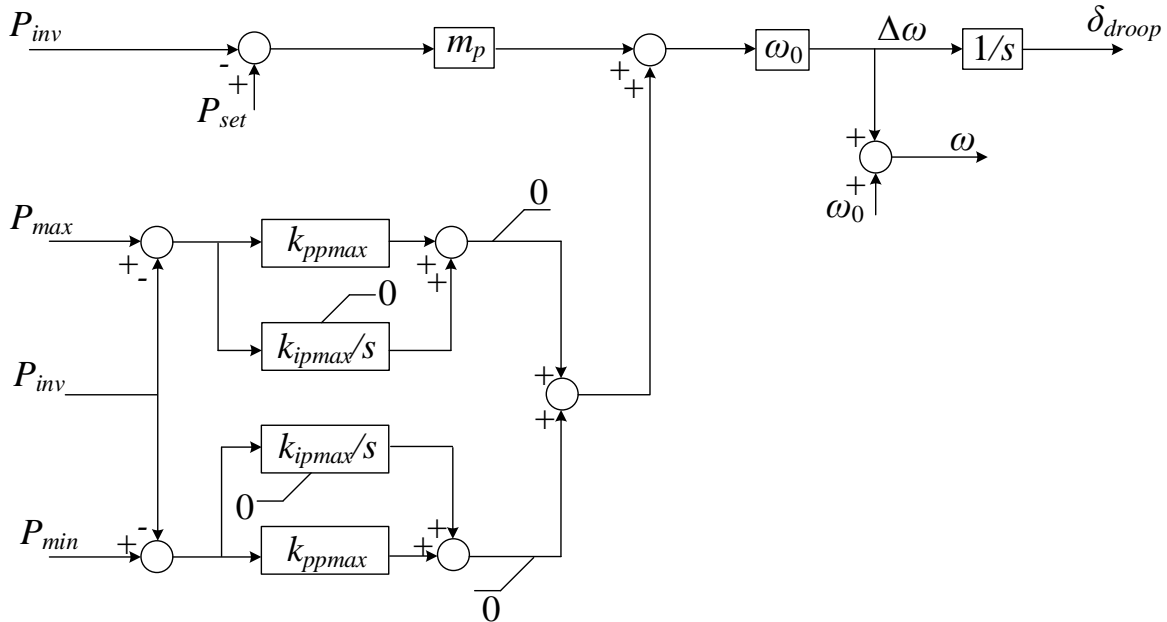 P_inv
-
+
P_set
m_p
+
+
ω_0
Δω
1/s
δ_droop
+
+
ω_0
ω
P_max
+
-
k_ppmax
+
+
0
0
k_ipmax/s
P_inv
+
+
k_ipmax/s
0
P_min
-
+
k_ppmax
+
+
0